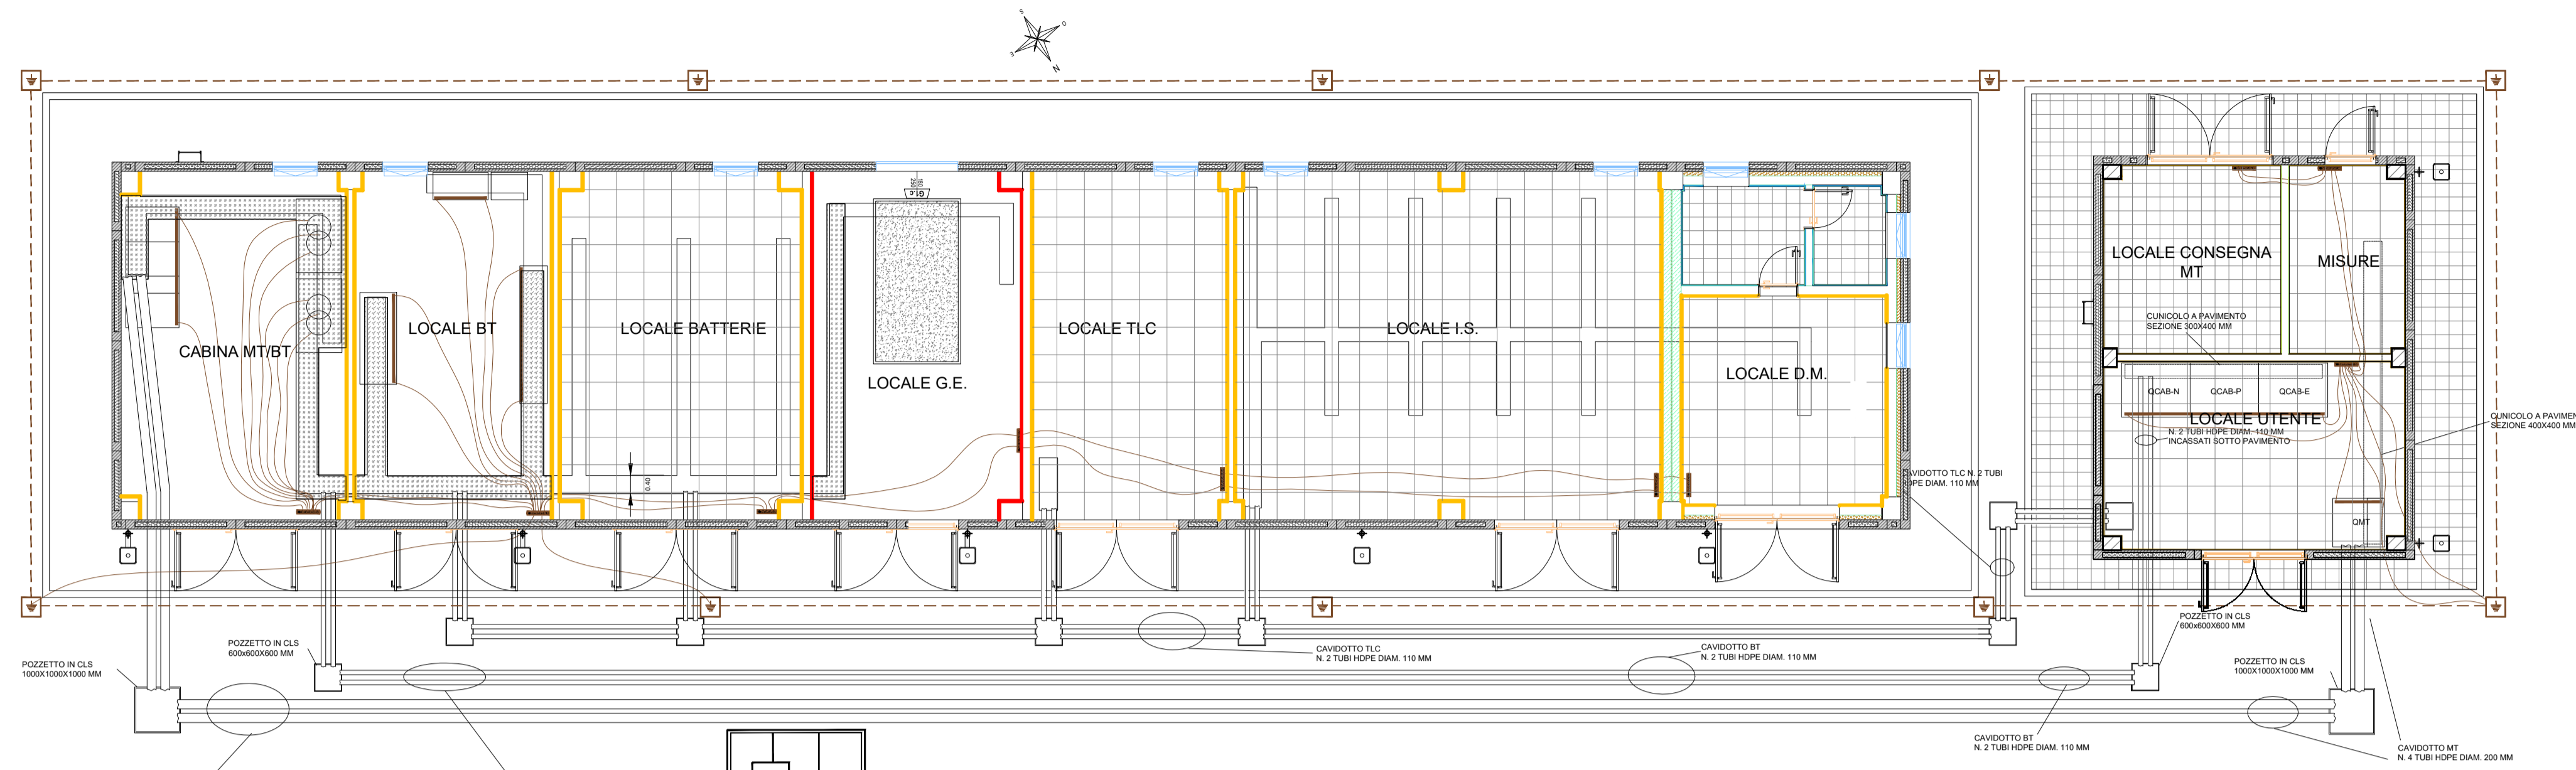 S
O
E
N
180
250
G1.c
CABINA MT/BT
LOCALE BT
LOCALE BATTERIE
LOCALE G.E.
LOCALE TLC
LOCALE I.S.
LOCALE D.M.
0.40
LOCALE CONSEGNA
MT
MISURE
CUNICOLO A PAVIMENTO
SEZIONE 300X400 MM
QCAB-N
QCAB-P
QCAB-E
LOCALE UTENTE
N. 2 TUBI HDPE DIAM. 110 MM
INCASSATI SOTTO PAVIMENTO
QMT
CUNICOLO A PAVIMEN
SEZIONE 400X400 MM
AVIDOTTO TLC N. 2 TUBI
DPE DIAM. 110 MM
POZZETTO IN CLS
1000X1000X1000 MM
POZZETTO IN CLS
600x600X600 MM
CAVIDOTTO TLC
N. 2 TUBI HDPE DIAM. 110 MM
CAVIDOTTO BT
N. 2 TUBI HDPE DIAM. 110 MM
POZZETTO IN CLS
600x600X600 MM
POZZETTO IN CLS
1000X1000X1000 MM
CAVIDOTTO BT
N. 2 TUBI HDPE DIAM. 110 MM
CAVIDOTTO MT
N. 4 TUBI HDPE DIAM. 200 MM